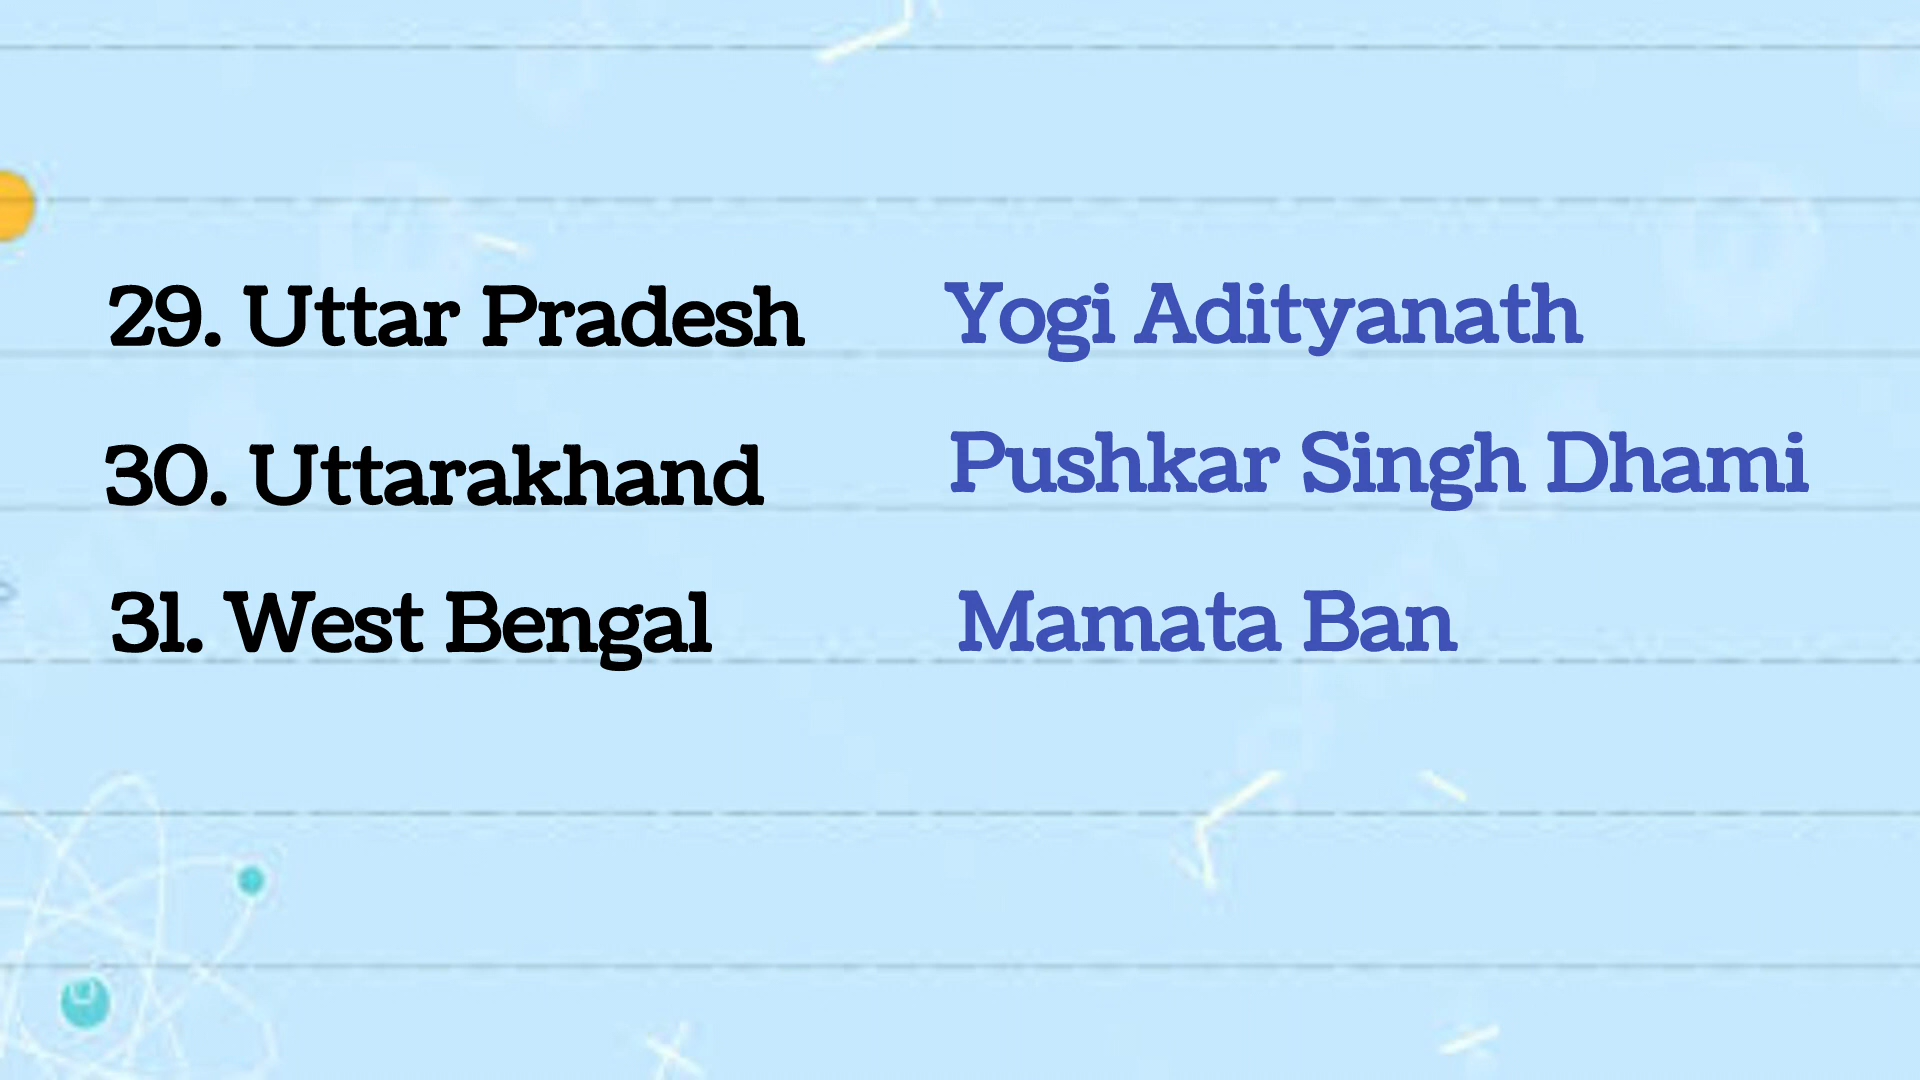 29. Uttar Pradesh Yogi Adityanath
30. Uttarakhand Pushkar Singh Dhami
31. West Bengal Mamata Ban